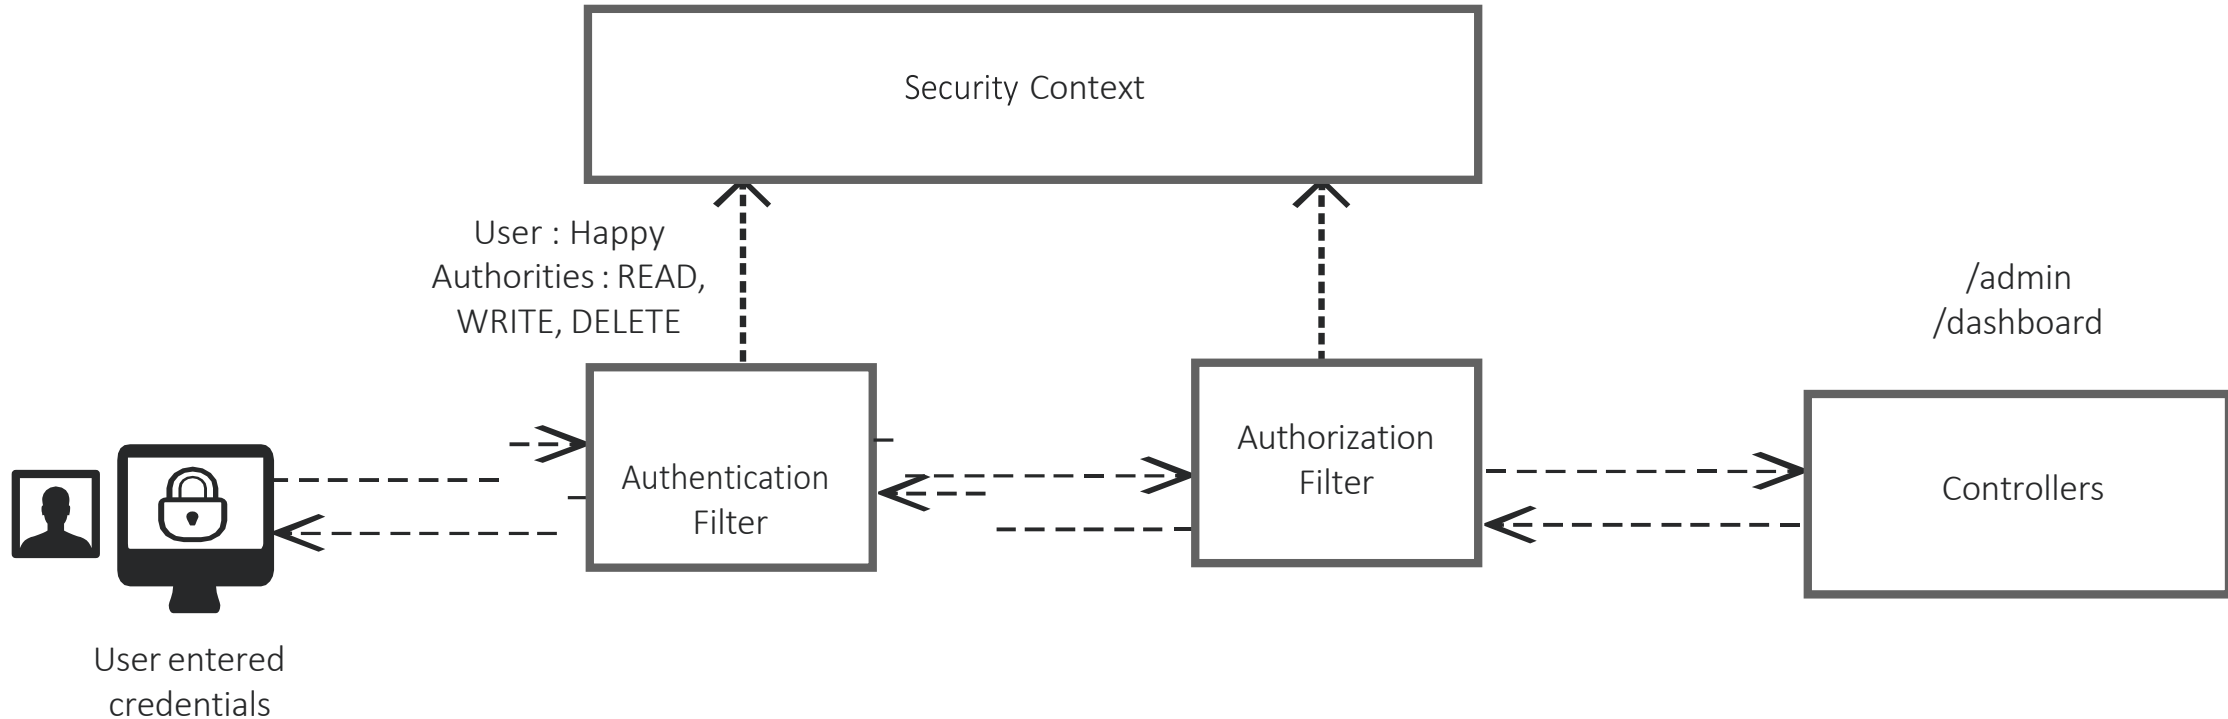 Security Context
User : Happy
Authorities : READ,
WRITE, DELETE
/admin
/dashboard
Authentication
Filter
Authorization
Filter
Controllers
User entered
credentials